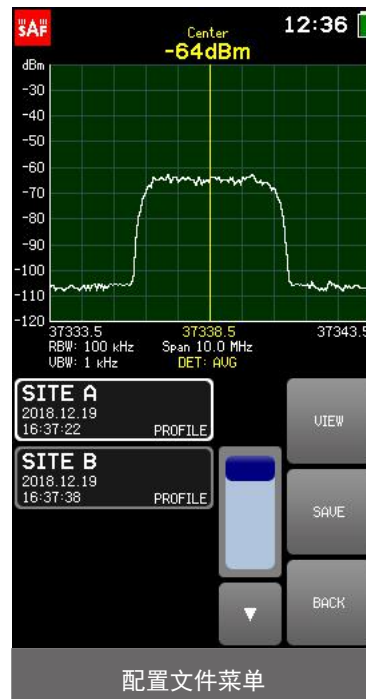 SAF
Center
12:36
-64dBm
dBm
-30
-40
-50
-60
-70
-80
-90
-100
-110
-120
37333.5 37338.5 37343.5
RBW: 100 kHz Span 10.0 MHz
VBW: 1 kHz DET: AVG
SITE A
2018.12.19
16:37:22 PROFILE
VIEW
SITE B
2018.12.19
16:37:38 PROFILE
SAVE
BACK
配置文件菜单